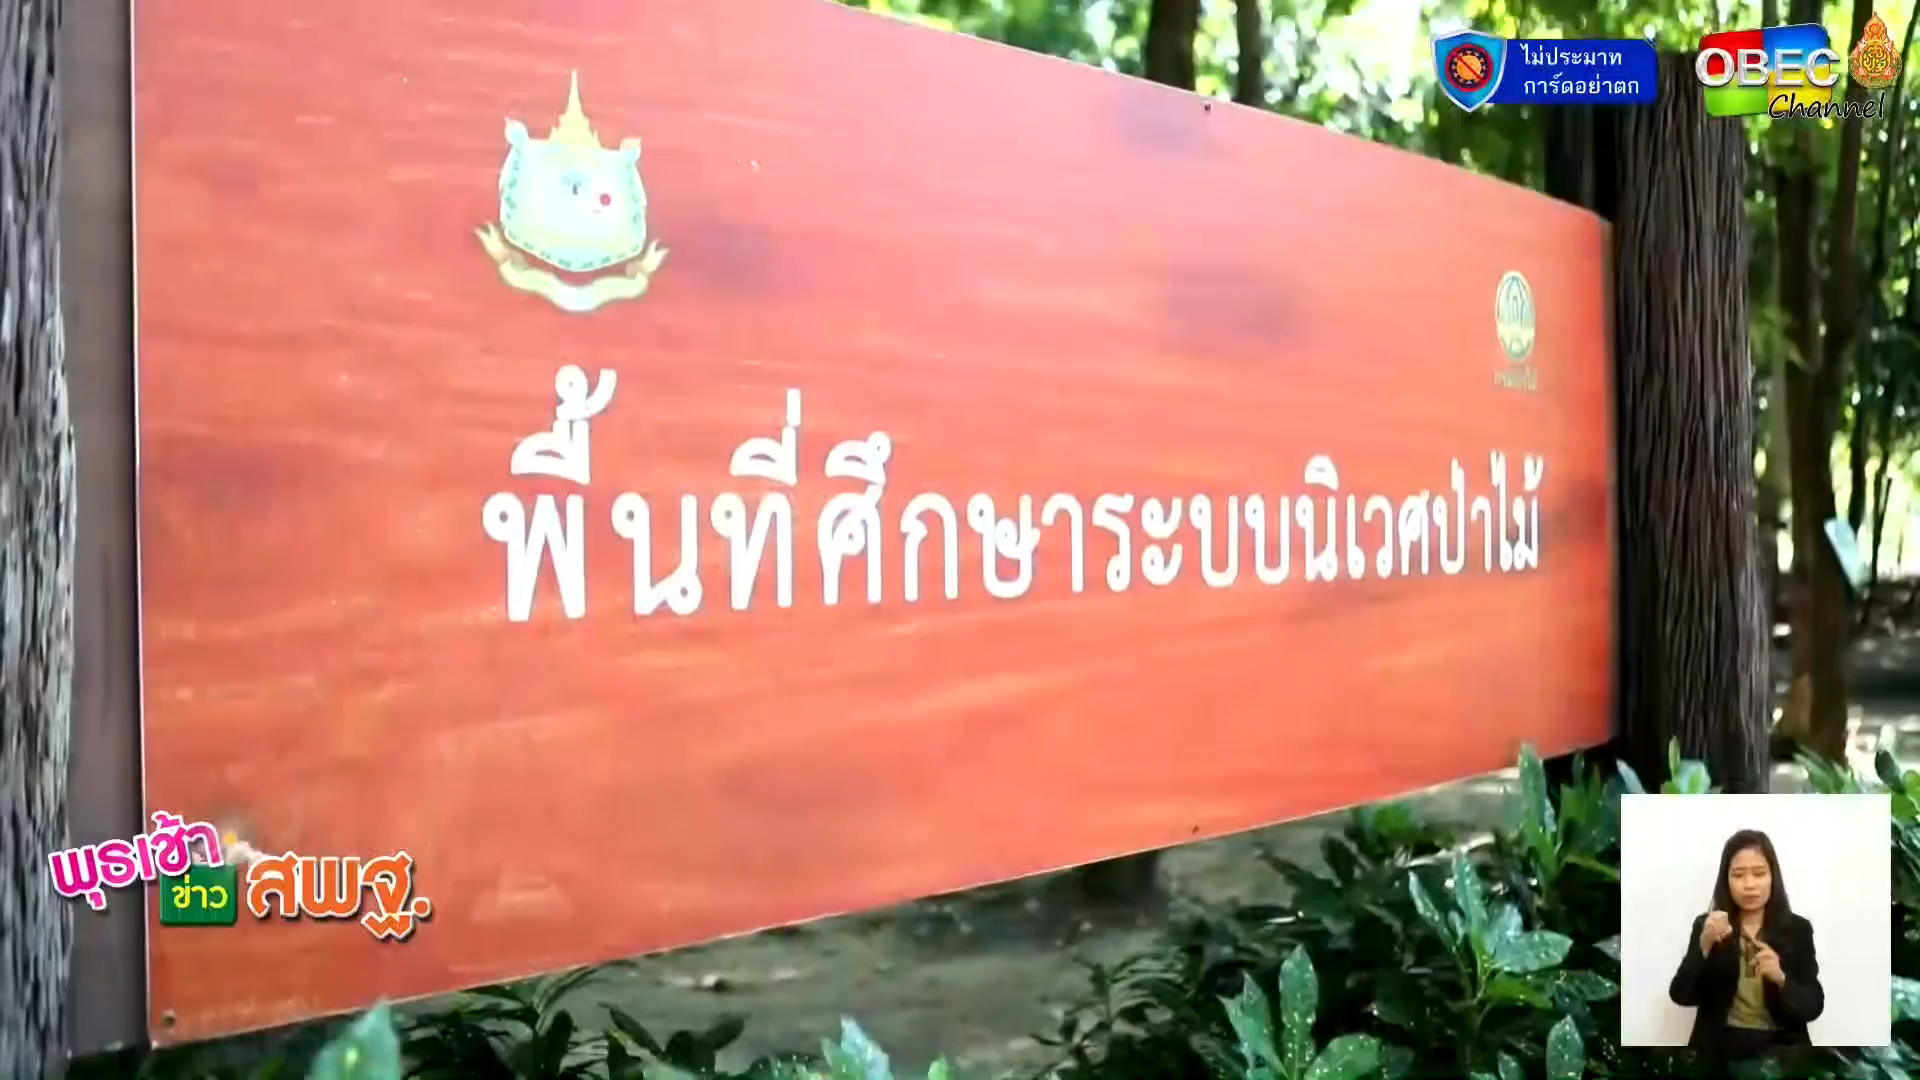 ไม่ประมาท
การ์ดอย่าตก
OBEC
Channel
พื้นที่ศึกษาระบบนิเวศป่าไม้
พุธเช้า
ข่าว
สพฐ.